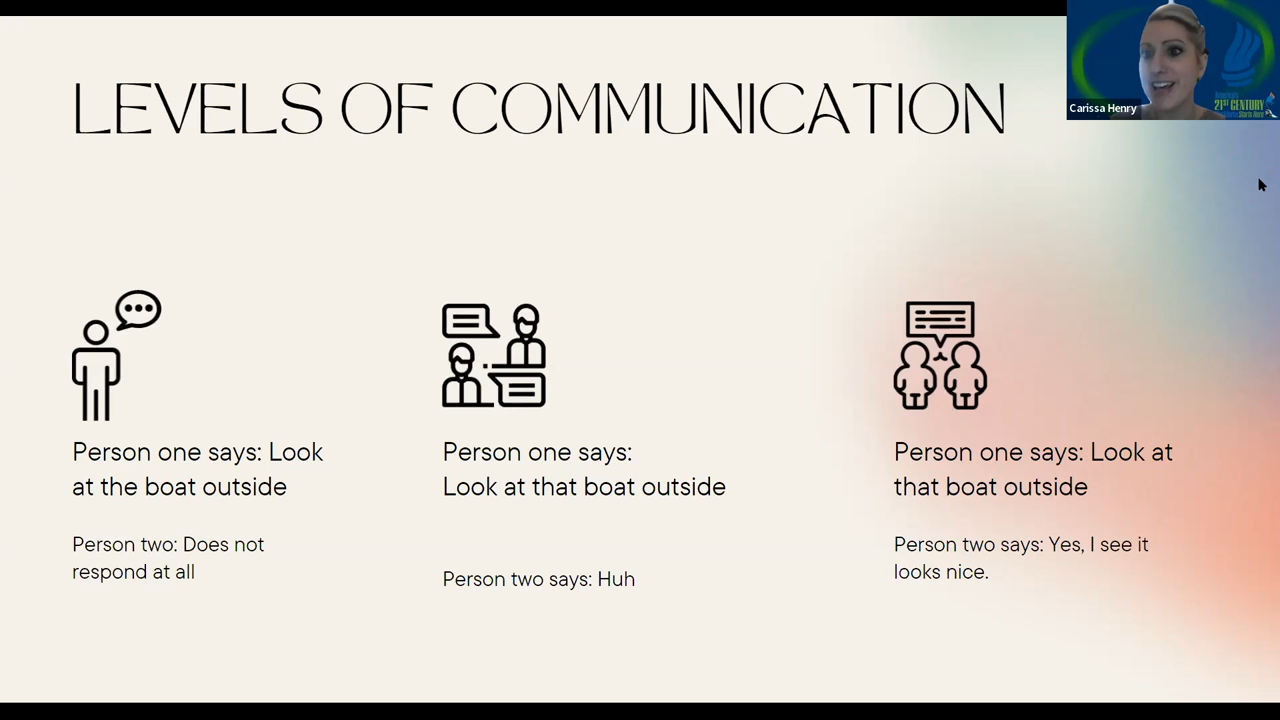 LEVELS OF COMMUNICATION
Carissa Henry
21ST CENTURY
Person one says: Look
at the boat outside
Person two: Does not
respond at all
Person one says:
Look at that boat outside
Person two says: Huh
Person one says: Look at
that boat outside
Person two says: Yes, I see it
looks nice.